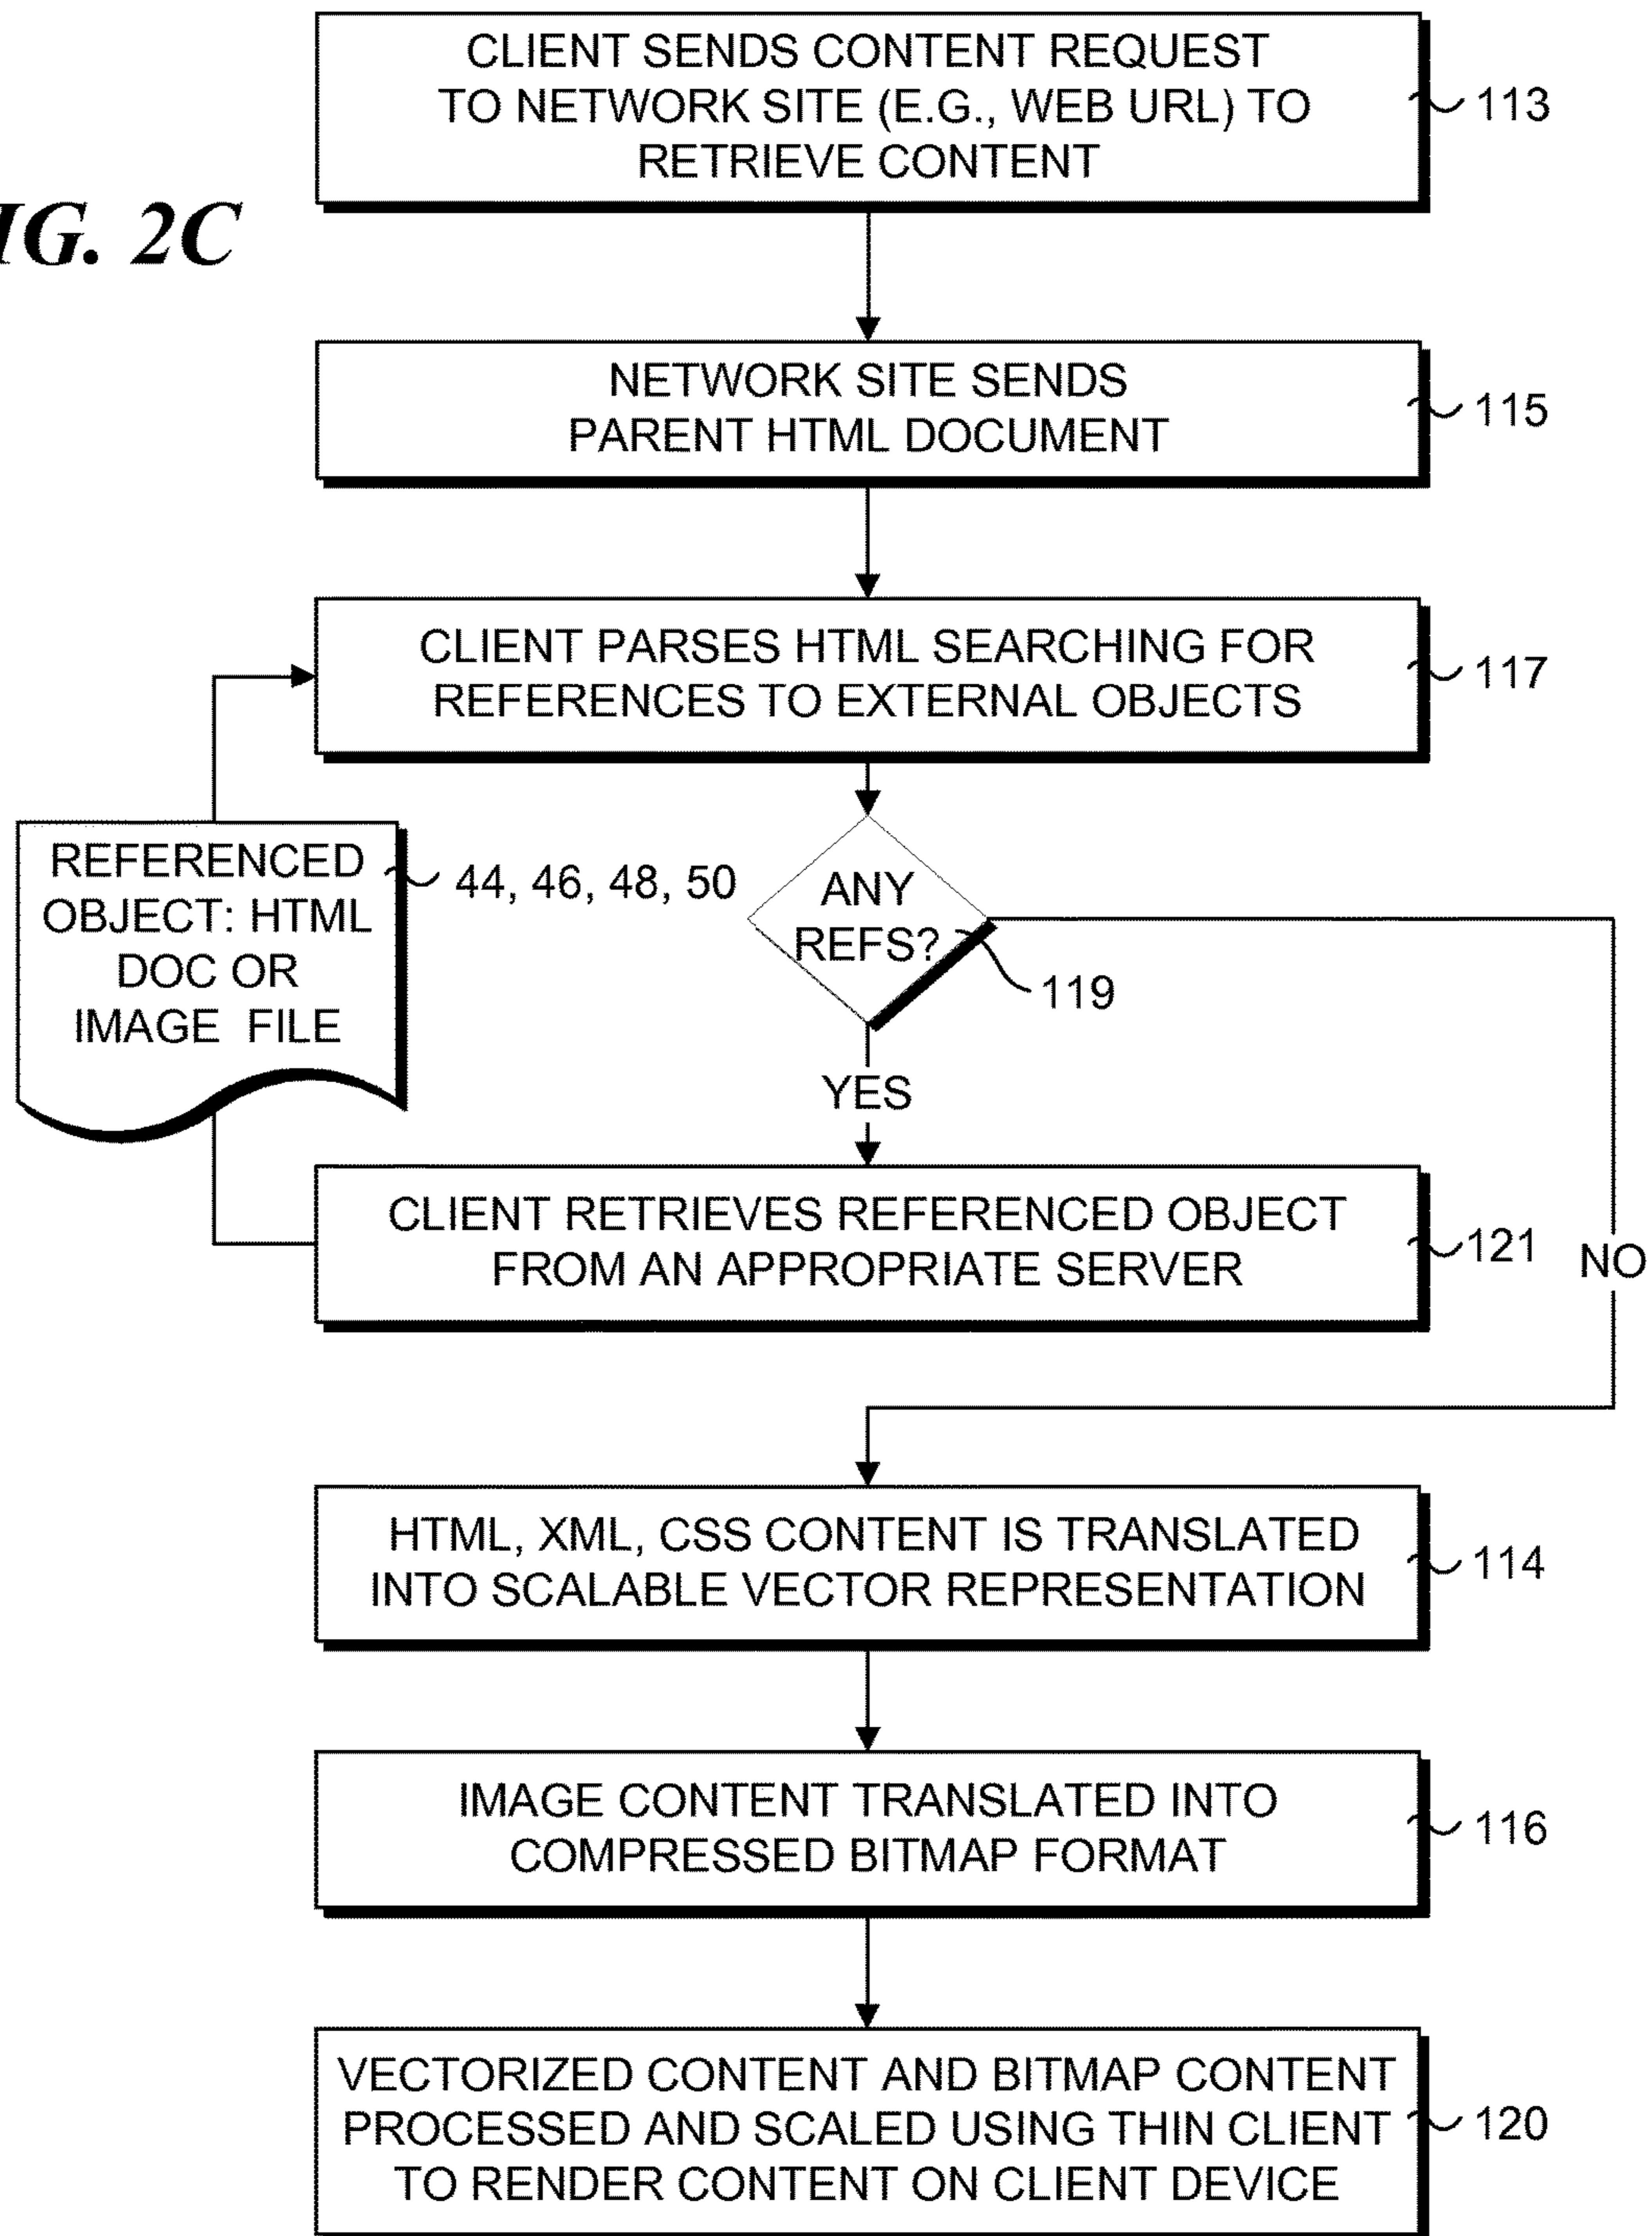 CLIENT SENDS CONTENT REQUEST
TO NETWORK SITE (E.G., WEB URL) TO
RETRIEVE CONTENT
113
IG. 2C
NETWORK SITE SENDS
PARENT HTML DOCUMENT
115
CLIENT PARSES HTML SEARCHING FOR
REFERENCES TO EXTERNAL OBJECTS
117
REFERENCED
OBJECT: HTML
DOC OR
IMAGE FILE
44, 46, 48, 50
ANY
REFS?
119
YES
CLIENT RETRIEVES REFERENCED OBJECT
FROM AN APPROPRIATE SERVER
121
NO
HTML, XML, CSS CONTENT IS TRANSLATED
INTO SCALABLE VECTOR REPRESENTATION
114
IMAGE CONTENT TRANSLATED INTO
COMPRESSED BITMAP FORMAT
116
VECTORIZED CONTENT AND BITMAP CONTENT
PROCESSED AND SCALED USING THIN CLIENT
TO RENDER CONTENT ON CLIENT DEVICE
120